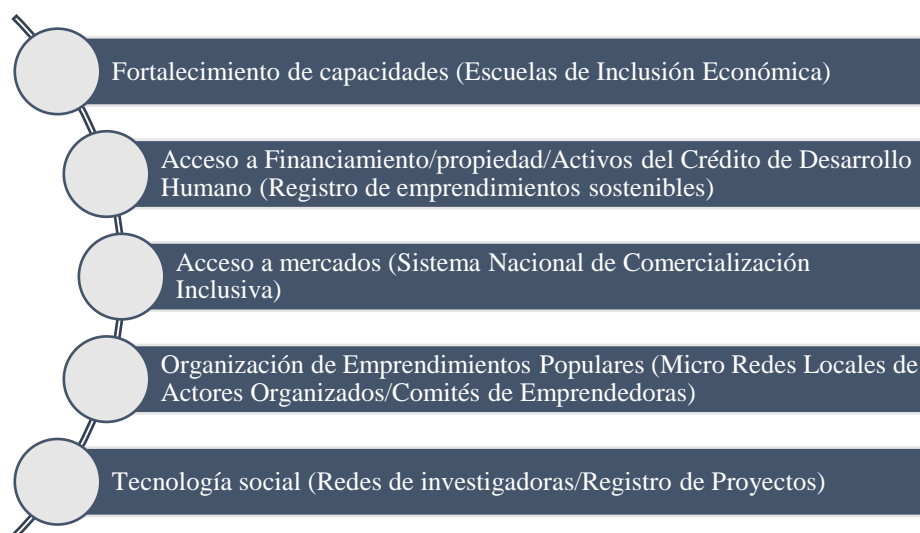 Fortalecimiento de capacidades (Escuelas de Inclusión Económica)
Acceso a Financiamiento/propiedad/Activos del Crédito de Desarrollo
Humano (Registro de emprendimientos sostenibles)
Acceso a mercados (Sistema Nacional de Comercialización
Inclusiva)
Organización de Emprendimientos Populares (Micro Redes Locales de
Actores Organizados/Comités de Emprendedoras)
Tecnología social (Redes de investigadoras/Registro de Proyectos)